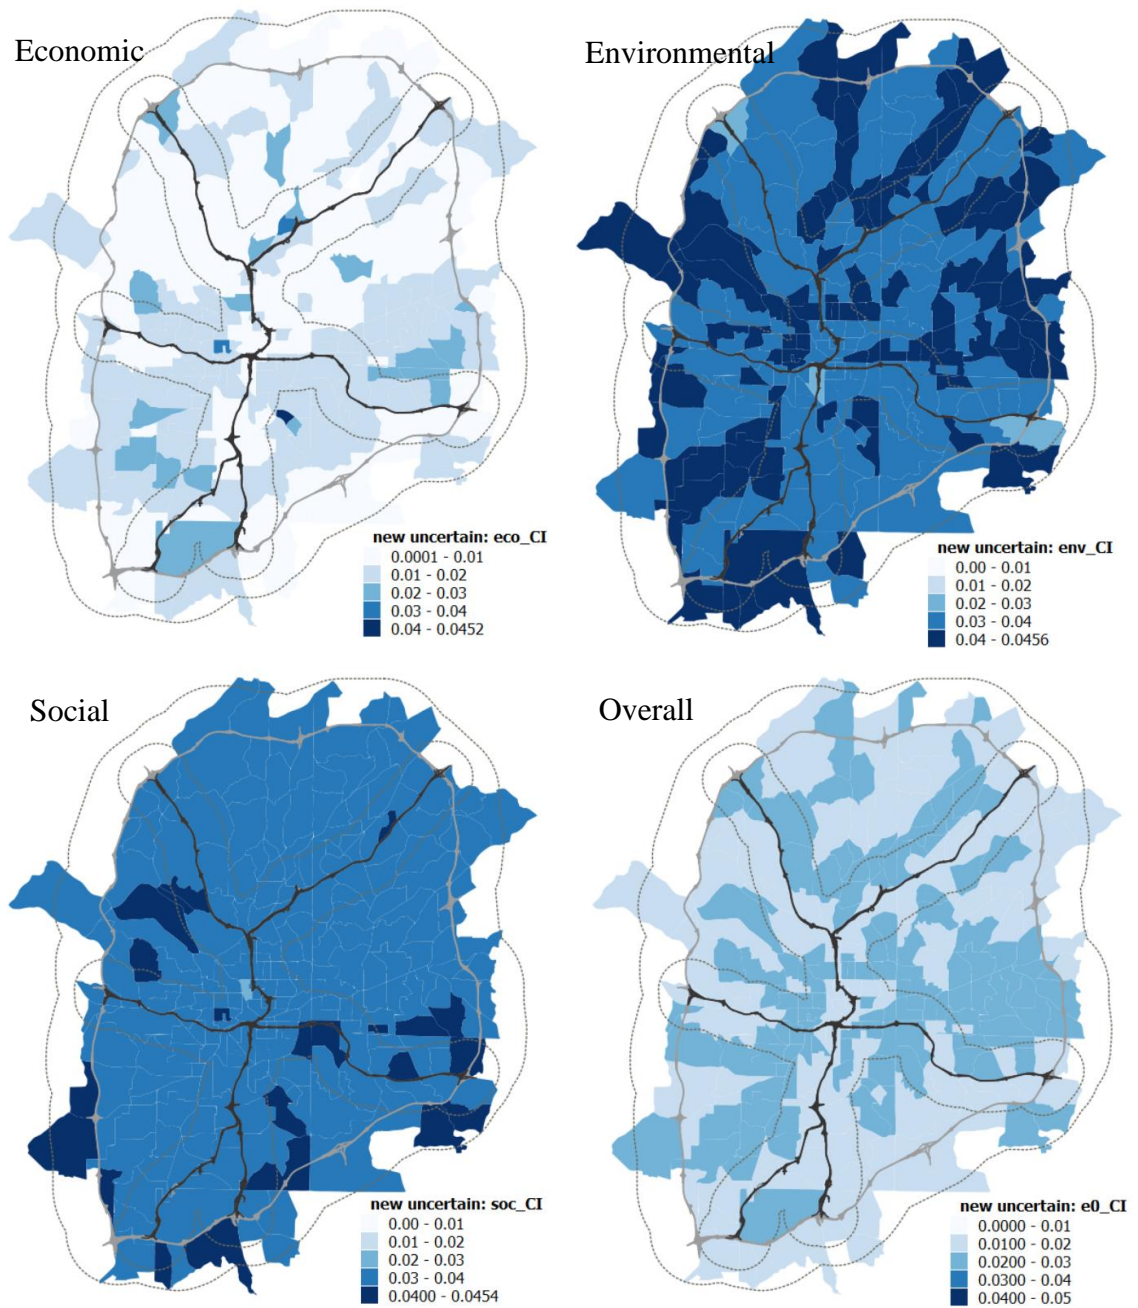 Economic
new uncertain: eco_CI
0.0001 - 0.01
0.01 - 0.02
0.02 - 0.03
0.03 - 0.04
0.04 - 0.0452
Environmental
new uncertain: env_CI
0.00 - 0.01
0.01 - 0.02
0.02 - 0.03
0.03 - 0.04
0.04 - 0.0456
Social
new uncertain: soc_CI
0.00 - 0.01
0.01 - 0.02
0.02 - 0.03
0.03 - 0.04
0.0400 - 0.0454
Overall
new uncertain: e0_CI
0.0000 - 0.01
0.0100 - 0.02
0.0200 - 0.03
0.0300 - 0.04
0.0400 - 0.05